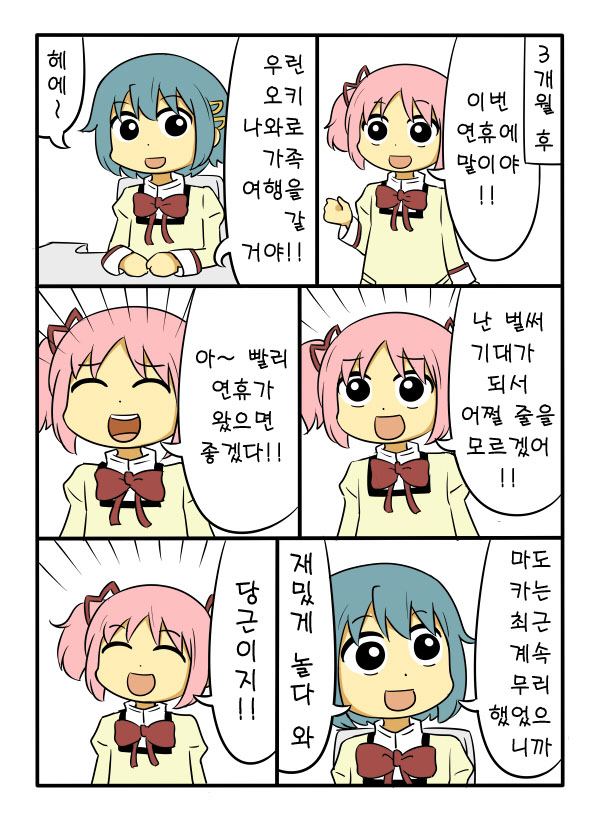 3개월 후
이번
연휴에
말이야
!!
우린
오키
나와로
가족
여행을
갈
거야!!
헤에~
난 벌써
기대가
되서
어쩔 줄을
모르겠어
!!
아~ 빨리
연휴가
왔으면
좋겠다!!
마도
카는
최근
계속
무리
했었으
니까
재밌게 놀다 와
당근이지!!